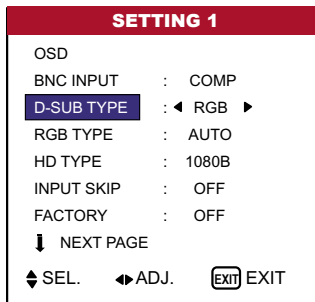 SETTING 1
OSD
BNC INPUT : COMP
D-SUB TYPE : ◀ RGB ▶
RGB TYPE : AUTO
HD TYPE : 1080B
INPUT SKIP : OFF
FACTORY : OFF
⬇ NEXT PAGE
♦ SEL. ◀▶ ADJ. EXIT EXIT